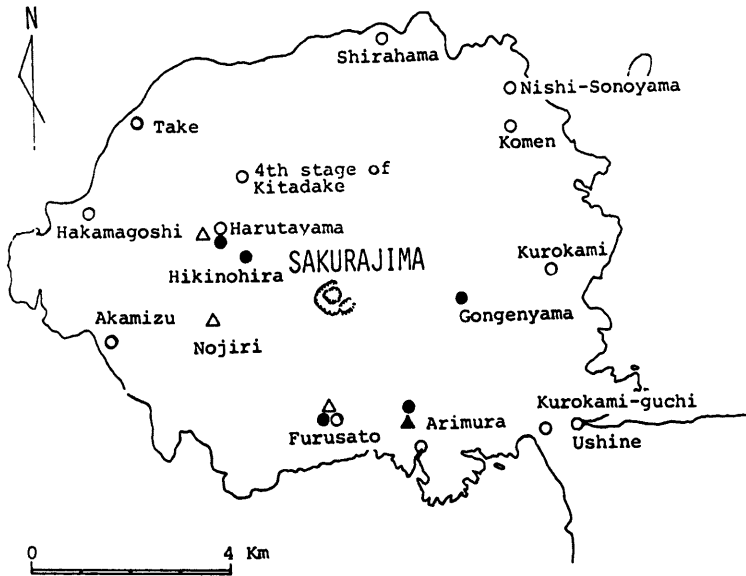 N
Shirahama
Nishi-Sonoyama
Take
Komen
4th stage of
Kitadake
Hakamagoshi
Harutayama
Kurokami
Hikinohira
SAKURAJIMA
Gongenyama
Akamizu
Nojiri
Kurokami-guchi
Furusato
Arimura
Ushine
0 4 Km